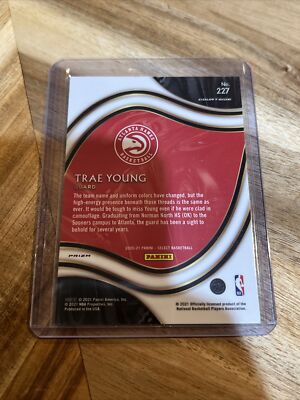 No.
227
ATLANTA HAWKS
BASKETBALL
TRAE YOUNG
GUARD
The team name and uniform colors have changed, but the
high-energy presence beneath those threads is the same as
ever. It would be tough to miss Young even if he were clad in
camouflage. Graduating from Norman North HS (OK) to the
Sooners campus to Atlanta, the guard has been a sight to
behold for several years.
2020-21 PANINI - SELECT BASKETBALL
PANINI
PRIZM
© 2021 Panini America, Inc.
© 2021 NBA Properties, Inc.
Published in the USA.
NBA
© 2021 Officially licensed product of the
National Basketball Players Association.